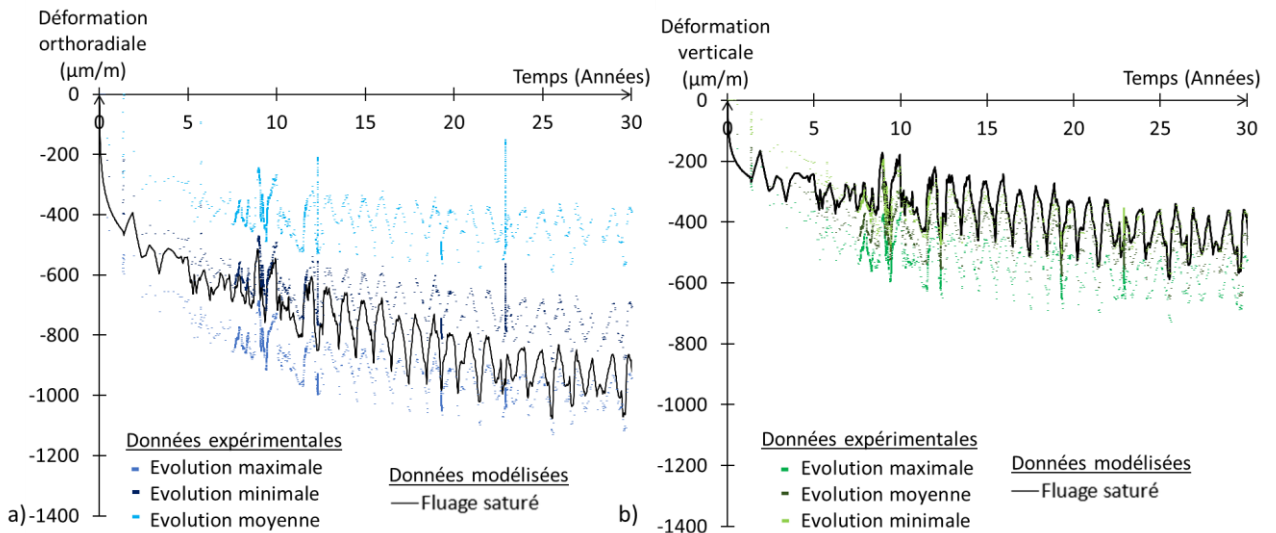 Déformation
orthoradiale
(µm/m)
Temps (Années)
0
0
5
10
15
20
25
30
-200
-400
-600
-800
-1000
-1200
-1400
Données expérimentales
Evolution maximale
Evolution minimale
Evolution moyenne
Données modélisées
Fluage saturé
a)
Déformation
verticale
(µm/m)
Temps (Années)
0
0
5
10
15
20
25
30
-200
-400
-600
-800
-1000
-1200
-1400
Données expérimentales
Evolution maximale
Evolution moyenne
Evolution minimale
Données modélisées
Fluage saturé
b)